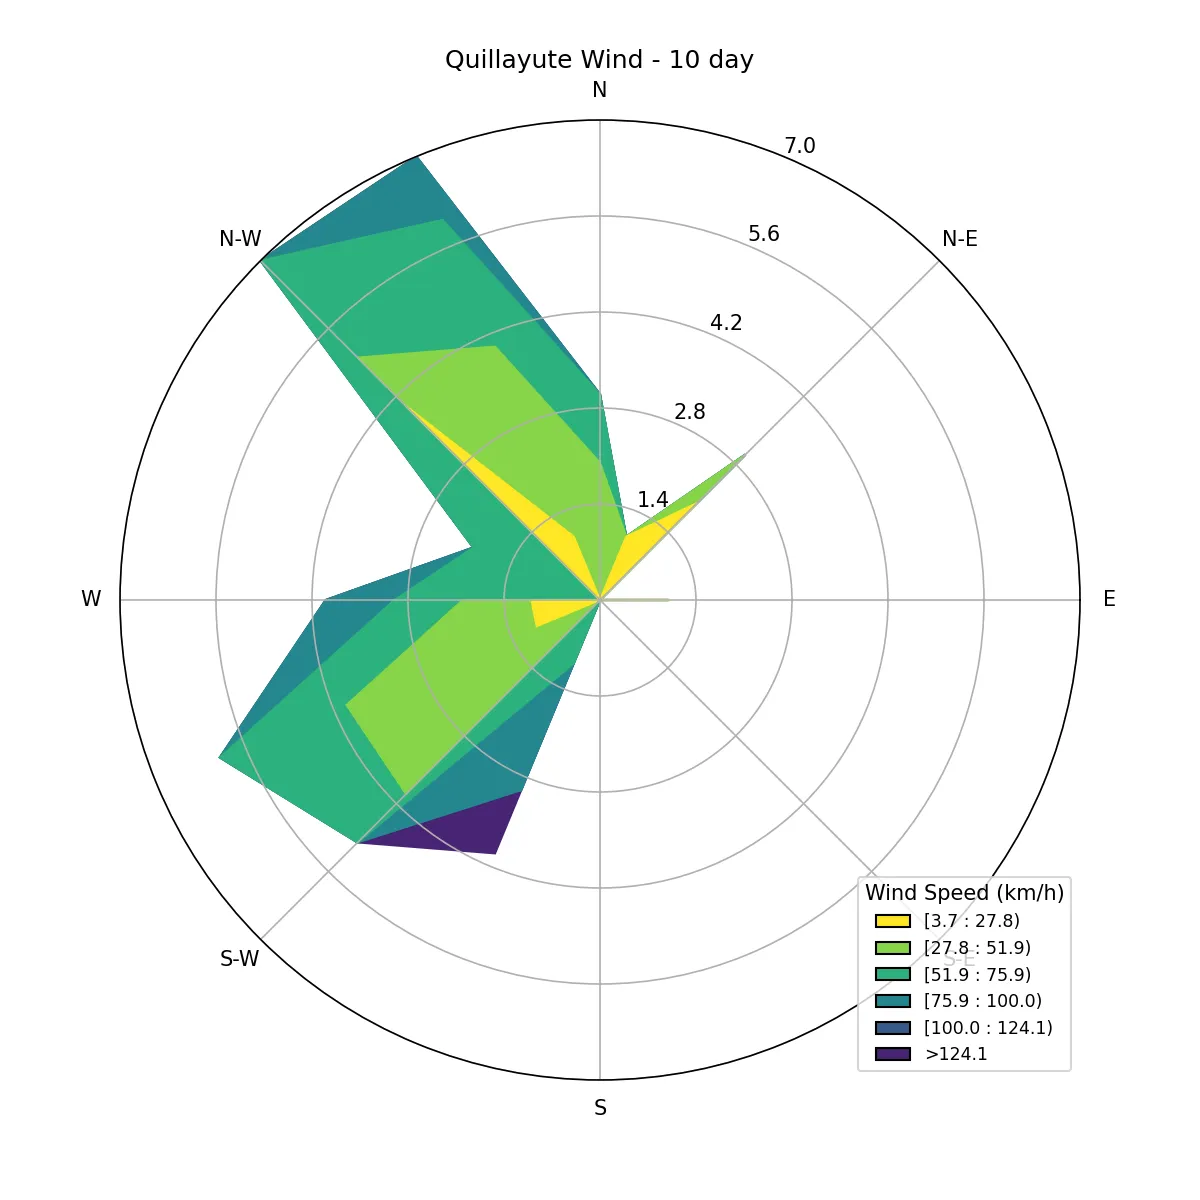 Quillayute Wind - 10 day
N
7.0
N-W
5.6
N-E
4.2
2.8
1.4
W
E
Wind Speed (km/h)
[3.7 : 27.8)
[27.8 : 51.9)
S-W
S-E
[51.9 : 75.9)
[75.9 : 100.0)
[100.0 : 124.1)
>124.1
S